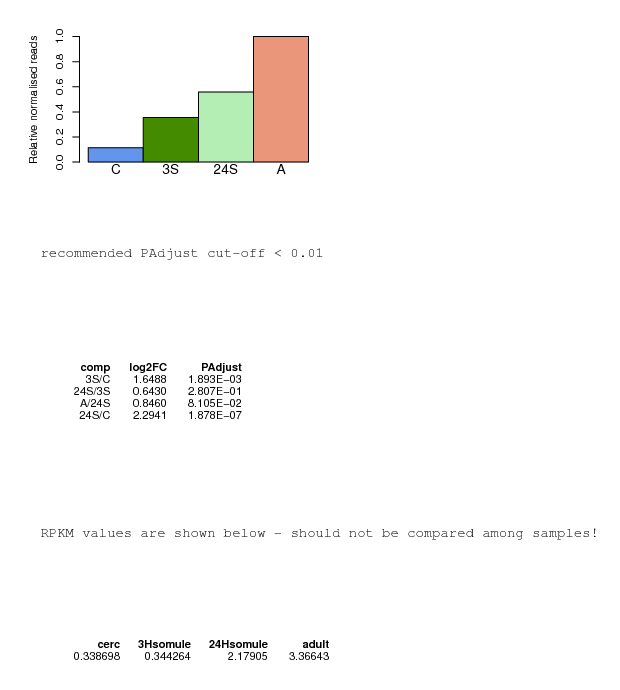 Relative normalised reads
1.0
0.8
0.6
0.4
0.2
0.0
C 3S 24S A
recommended PAdjust cut-off < 0.01
comp log2FC PAdjust
3S/C 1.6488 1.893E−03
24S/3S 0.6430 2.807E−01
A/24S 0.8460 8.105E−02
24S/C 2.2941 1.878E−07
RPKM values are shown below - should not be compared among samples!
cerc 3Hsomule 24Hsomule adult
0.338698 0.344264 2.17905 3.36643